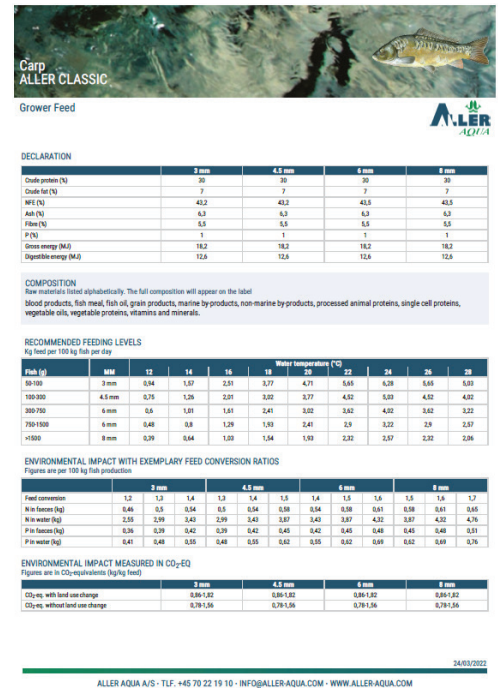 Carp
ALLER CLASSIC
Grower Feed
ALLER
AQUA
DECLARATION
3 mm 4.5 mm 6 mm 8 mm
Crude protein (%) 30 30 30 30
Crude fat (%) 7 7 7 7
NFE (%) 43,2 43,2 43,5 43,5
Ash (%) 6,3 6,3 6,3 6,3
Fibre (%) 5,5 5,5 5,5 5,5
P (%) 1 1 1 1
Gross energy (MJ) 18,2 18,2 18,2 18,2
Digestible energy (MJ) 12,6 12,6 12,6 12,6
COMPOSITION
Raw materials listed alphabetically. The full composition will appear on the label
blood products, fish meal, fish oil, grain products, marine by-products, non-marine by-products, processed animal proteins, single cell proteins,
vegetable oils, vegetable proteins, vitamins and minerals.
RECOMMENDED FEEDING LEVELS
Kg feed per 100 kg fish per day
Water temperature (°C)
Fish (g) MM 12 14 16 18 20 22 24 26 28
50-100 3 mm 0,94 1,57 2,51 3,77 4,71 5,65 6,28 5,65 5,03
100-300 4.5 mm 0,75 1,26 2,01 3,02 3,77 4,52 5,03 4,52 4,02
300-750 6 mm 0,6 1,01 1,61 2,41 3,02 3,62 4,02 3,62 3,22
750-1500 6 mm 0,48 0,8 1,29 1,93 2,41 2,9 3,22 2,9 2,57
>1500 8 mm 0,39 0,64 1,03 1,54 1,93 2,32 2,57 2,32 2,06
ENVIRONMENTAL IMPACT WITH EXEMPLARY FEED CONVERSION RATIOS
Figures are per 100 kg fish production
3 mm 4.5 mm 6 mm 8 mm
Feed conversion 1,2 1,3 1,4 1,3 1,4 1,5 1,4 1,5 1,6 1,5 1,6 1,7
N in faeces (kg) 0,46 0,5 0,54 0,5 0,54 0,58 0,54 0,58 0,61 0,58 0,61 0,65
N in water (kg) 2,55 2,99 3,43 2,99 3,43 3,87 3,43 3,87 4,32 3,87 4,32 4,76
P in faeces (kg) 0,36 0,39 0,42 0,39 0,42 0,45 0,42 0,45 0,48 0,45 0,48 0,51
P in water (kg) 0,41 0,48 0,55 0,48 0,55 0,62 0,55 0,62 0,69 0,62 0,69 0,76
ENVIRONMENTAL IMPACT MEASURED IN CO2-EQ
Figures are in CO2-equivalents (kg/kg feed)
3 mm 4.5 mm 6 mm 8 mm
CO2-eq. with land use change 0,86-1,82 0,86-1,82 0,86-1,82 0,86-1,82
CO2-eq. without land use change 0,78-1,56 0,78-1,56 0,78-1,56 0,78-1,56
24/03/2022
ALLER AQUA A/S - TLF. +45 70 22 19 10 - INFO@ALLER-AQUA.COM - WWW.ALLER-AQUA.COM